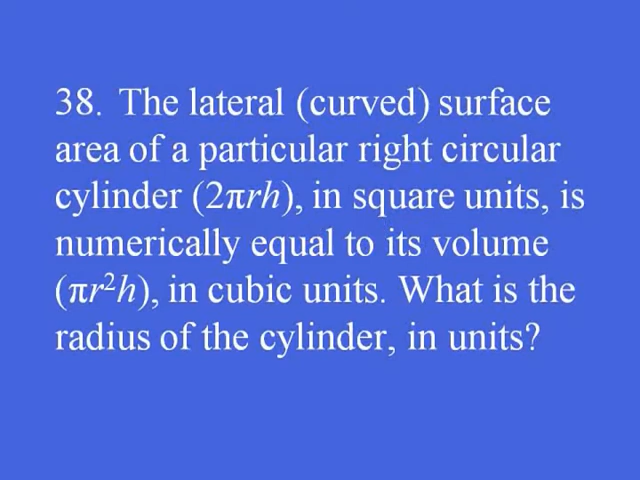 38. The lateral (curved) surface
area of a particular right circular
cylinder (2πrh), in square units, is
numerically equal to its volume
(πr²h), in cubic units. What is the
radius of the cylinder, in units?